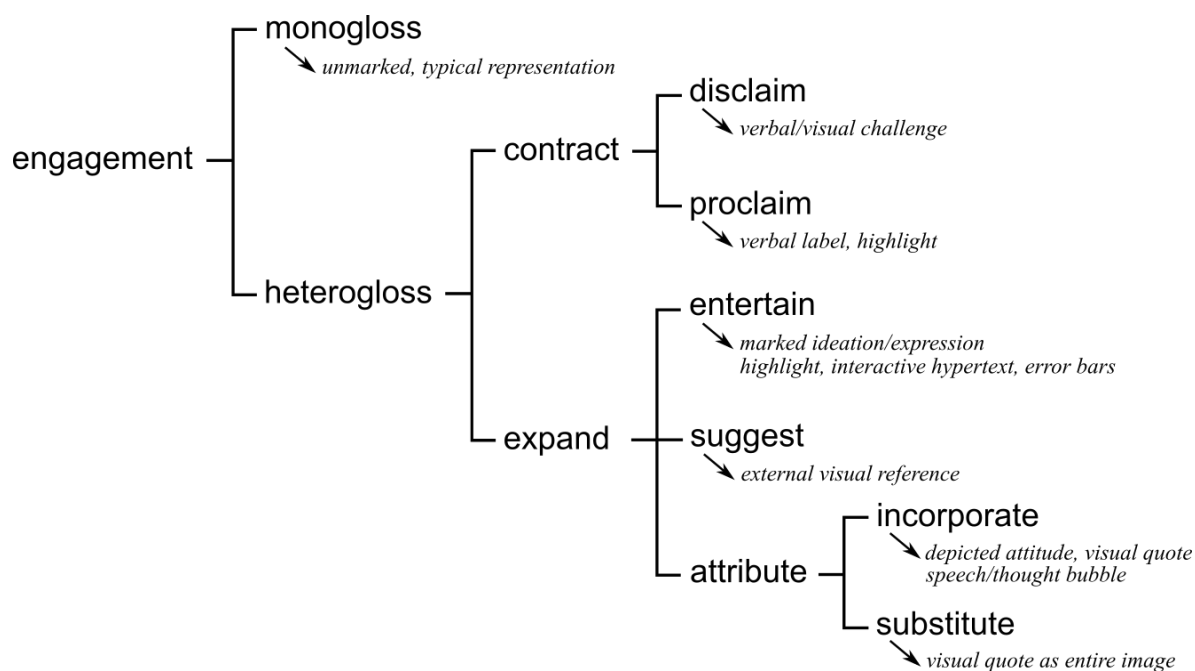 monogloss
unmarked, typical representation
disclaim
verbal/visual challenge
engagement
contract
proclaim
verbal label, highlight
heterogloss
entertain
marked ideation/expression
highlight, interactive hypertext, error bars
expand
suggest
external visual reference
incorporate
depicted attitude, visual quote
speech/thought bubble
attribute
substitute
visual quote as entire image